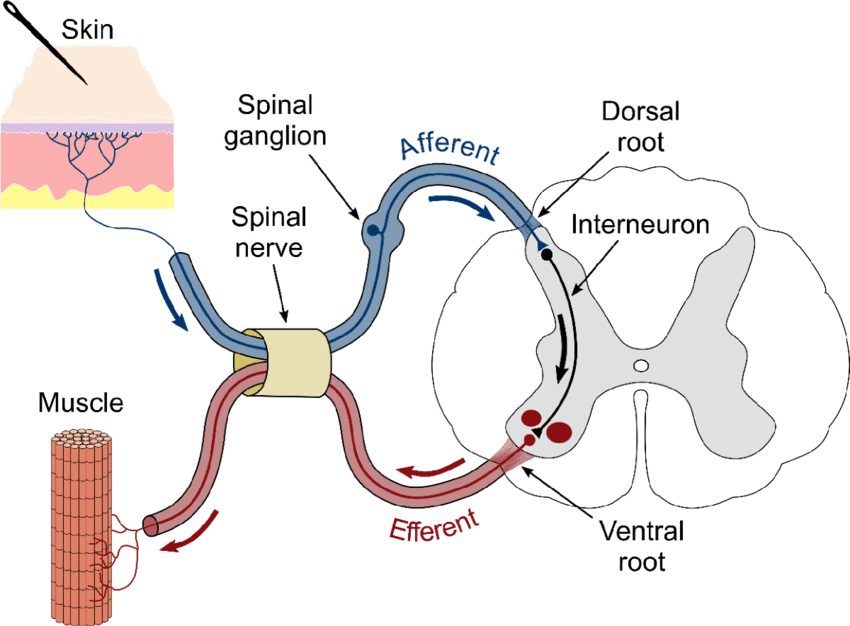 Skin
Spinal
ganglion
Afferent
Dorsal
root
Spinal
nerve
Interneuron
Muscle
Efferent
Ventral
root